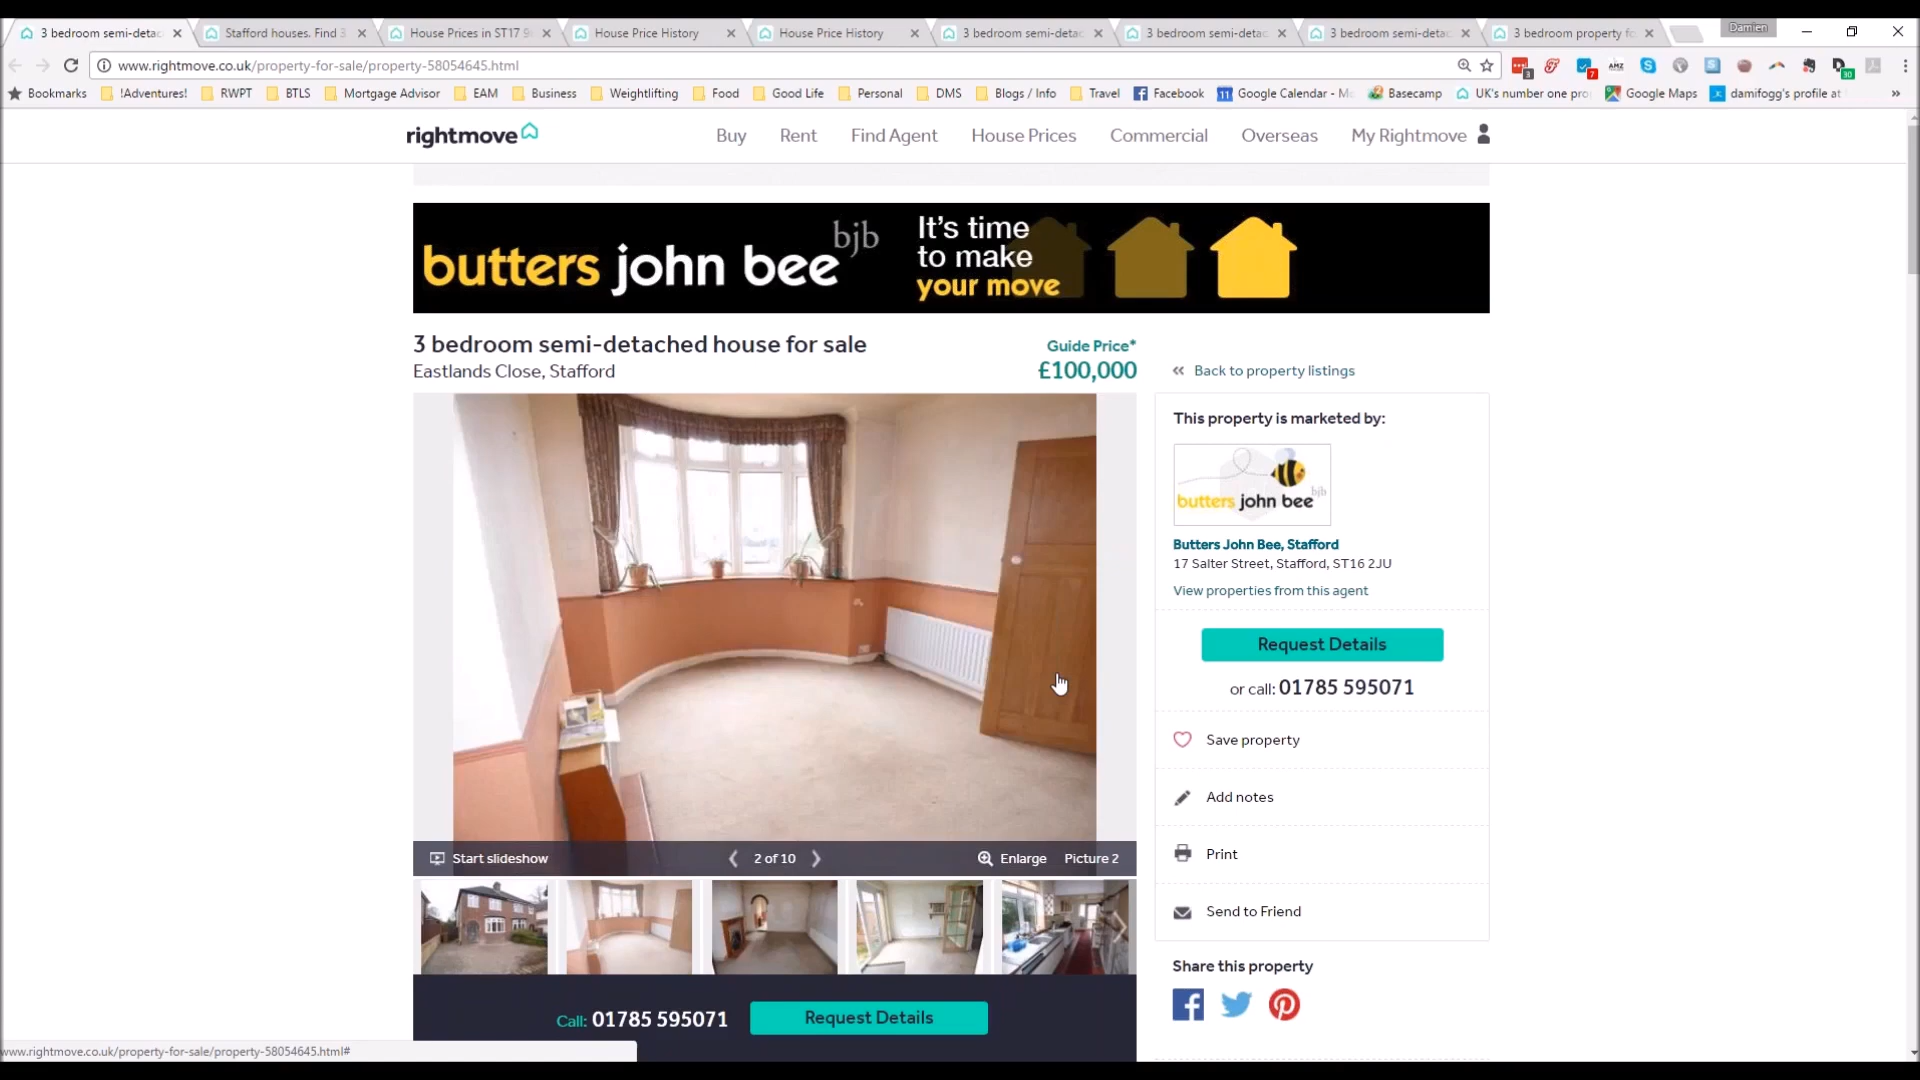 3 bedroom semi-detac
Stafford houses. Find 3
House Prices in ST17 9
House Price History
House Price History
3 bedroom semi-detac
3 bedroom semi-detac
3 bedroom semi-detac
3 bedroom property fo
Damien
www.rightmove.co.uk/property-for-sale/property-58054645.html
3
7
AMZ
30
Bookmarks
!Adventures!
RWPT
BTLS
Mortgage Advisor
EAM
Business
Weightlifting
Food
Good Life
Personal
DMS
Blogs / Info
Travel
Facebook
11
Google Calendar - Mo
Basecamp
UK's number one pro
Google Maps
damifogg's profile at
»
rightmove
Buy
Rent
Find Agent
House Prices
Commercial
Overseas
My Rightmove
butters john bee bjb
It's time
to make
your move
3 bedroom semi-detached house for sale
Eastlands Close, Stafford
Guide Price*
£100,000
« Back to property listings
This property is marketed by:
butters john bee bjb
Butters John Bee, Stafford
17 Salter Street, Stafford, ST16 2JU
View properties from this agent
Request Details
or call: 01785 595071
Save property
Add notes
Print
Send to Friend
Share this property
Start slideshow
2 of 10
Enlarge
Picture 2
Call: 01785 595071
Request Details
www.rightmove.co.uk/property-for-sale/property-58054645.html#